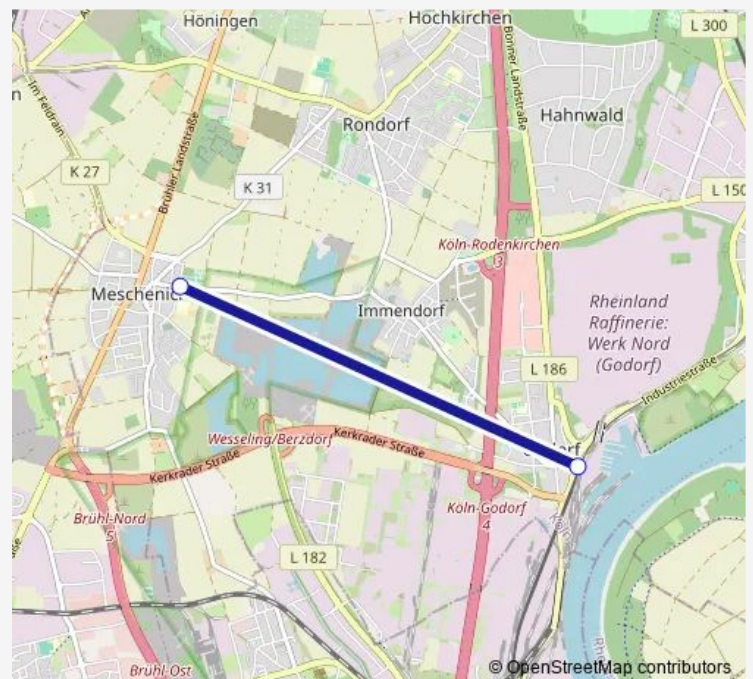 Höningen
Hochkirchen
L 300
Im Feldrain
Brühler Landstraße
Bonner Landstraße
Rondorf
Hahnwald
K 27
K 31
L 150
Köln-Rodenkirchen
3
Meschenich
Immendorf
Rheinland
Raffinerie:
Werk Nord
(Godorf)
L 186
Industriestraße
Wesseling/Berzdorf
Kerkrader Straße
Kerkrader Straße
Brühl-Nord
5
Köln-Godorf
4
L 182
Brühl-Ost
© OpenStreetMap contributors